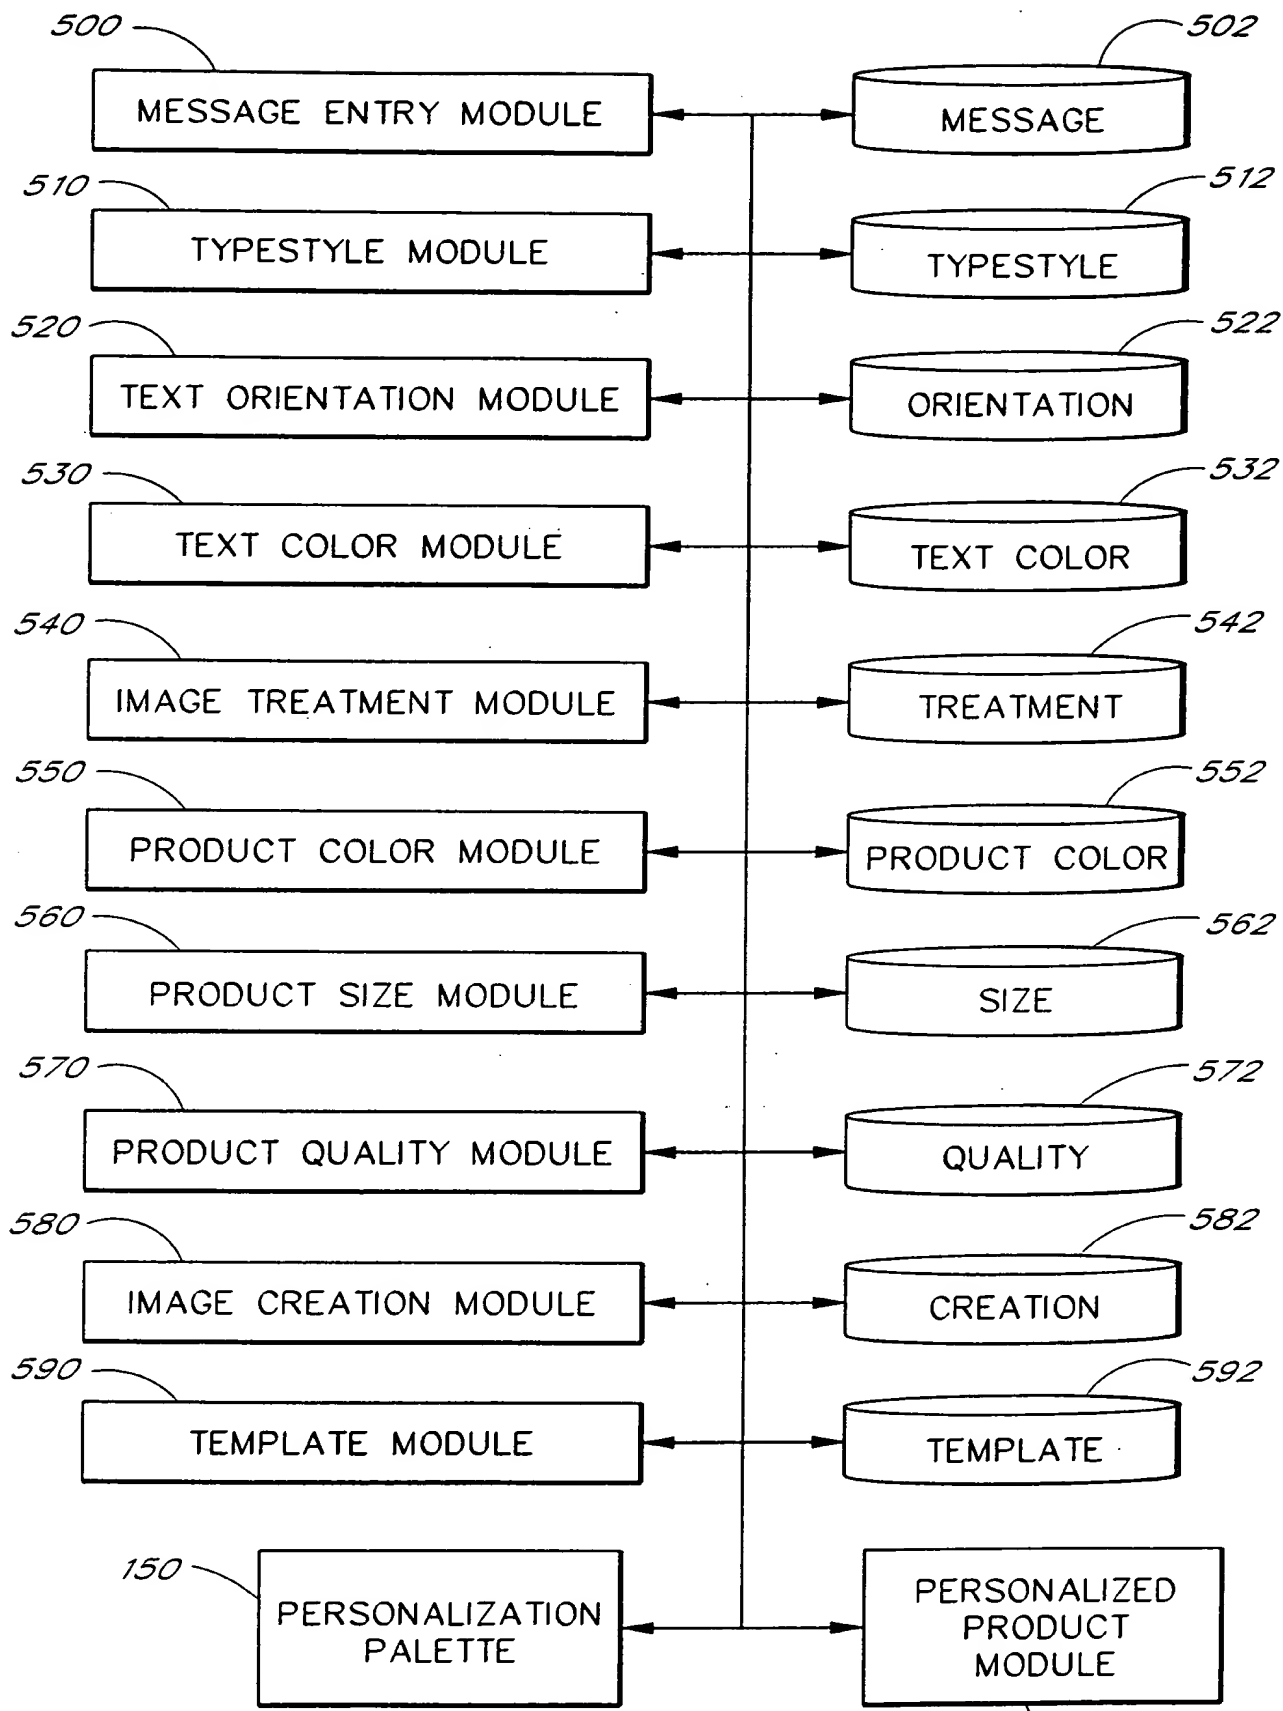 500
502
MESSAGE ENTRY MODULE
MESSAGE
510
512
TYPESTYLE MODULE
TYPESTYLE
520
522
TEXT ORIENTATION MODULE
ORIENTATION
530
532
TEXT COLOR MODULE
TEXT COLOR
540
542
IMAGE TREATMENT MODULE
TREATMENT
550
552
PRODUCT COLOR MODULE
PRODUCT COLOR
560
562
PRODUCT SIZE MODULE
SIZE
570
572
PRODUCT QUALITY MODULE
QUALITY
580
582
IMAGE CREATION MODULE
CREATION
590
592
TEMPLATE MODULE
TEMPLATE
150
PERSONALIZATION
PALETTE
PERSONALIZED
PRODUCT
MODULE